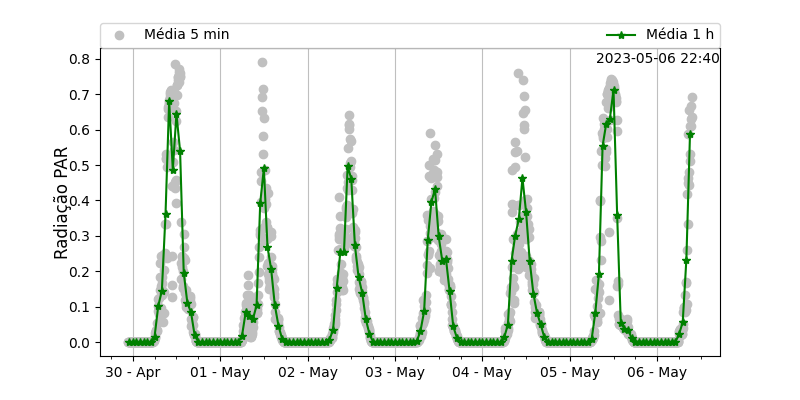 Média 5 min
Média 1 h
2023-05-06 22:40
Radiação PAR
0.8
0.7
0.6
0.5
0.4
0.3
0.2
0.1
0.0
30 - Apr
01 - May
02 - May
03 - May
04 - May
05 - May
06 - May